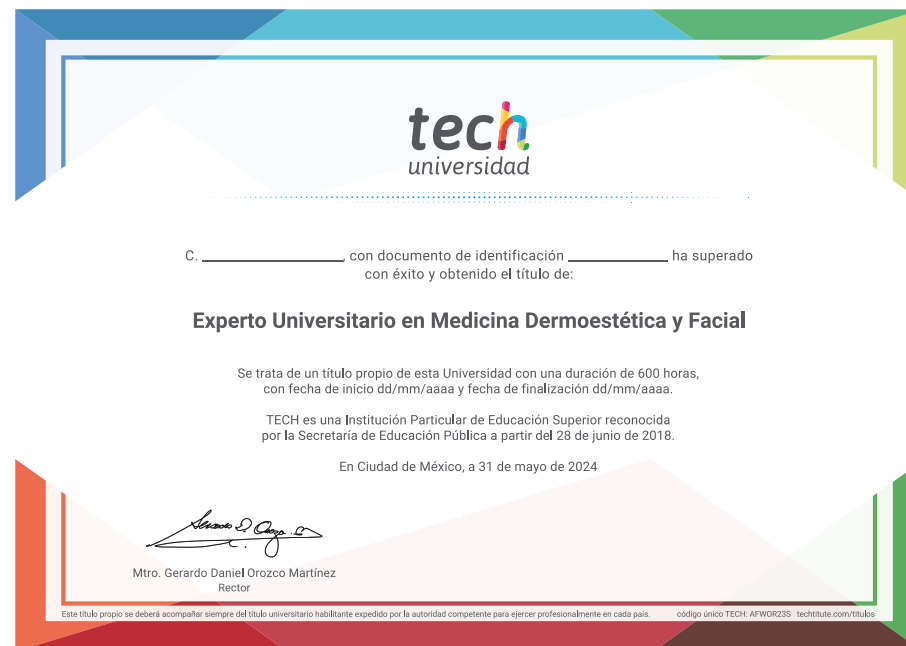 tech
universidad
C. ____________, con documento de identificación ____________ ha superado
con éxito y obtenido el título de:
Experto Universitario en Medicina Dermoestética y Facial
Se trata de un título propio de esta Universidad con una duración de 600 horas,
con fecha de inicio dd/mm/aaaa y fecha de finalización dd/mm/aaaa.
TECH es una Institución Particular de Educación Superior reconocida
por la Secretaría de Educación Pública a partir del 28 de junio de 2018.
En Ciudad de México, a 31 de mayo de 2024
Mtro. Gerardo Daniel Orozco Martínez
Rector
Este título propio se deberá acompañar siempre del título universitario habilitante expedido por la autoridad competente para ejercer profesionalmente en cada país. código único TECH: AFWOR23S techtitute.com/titulos